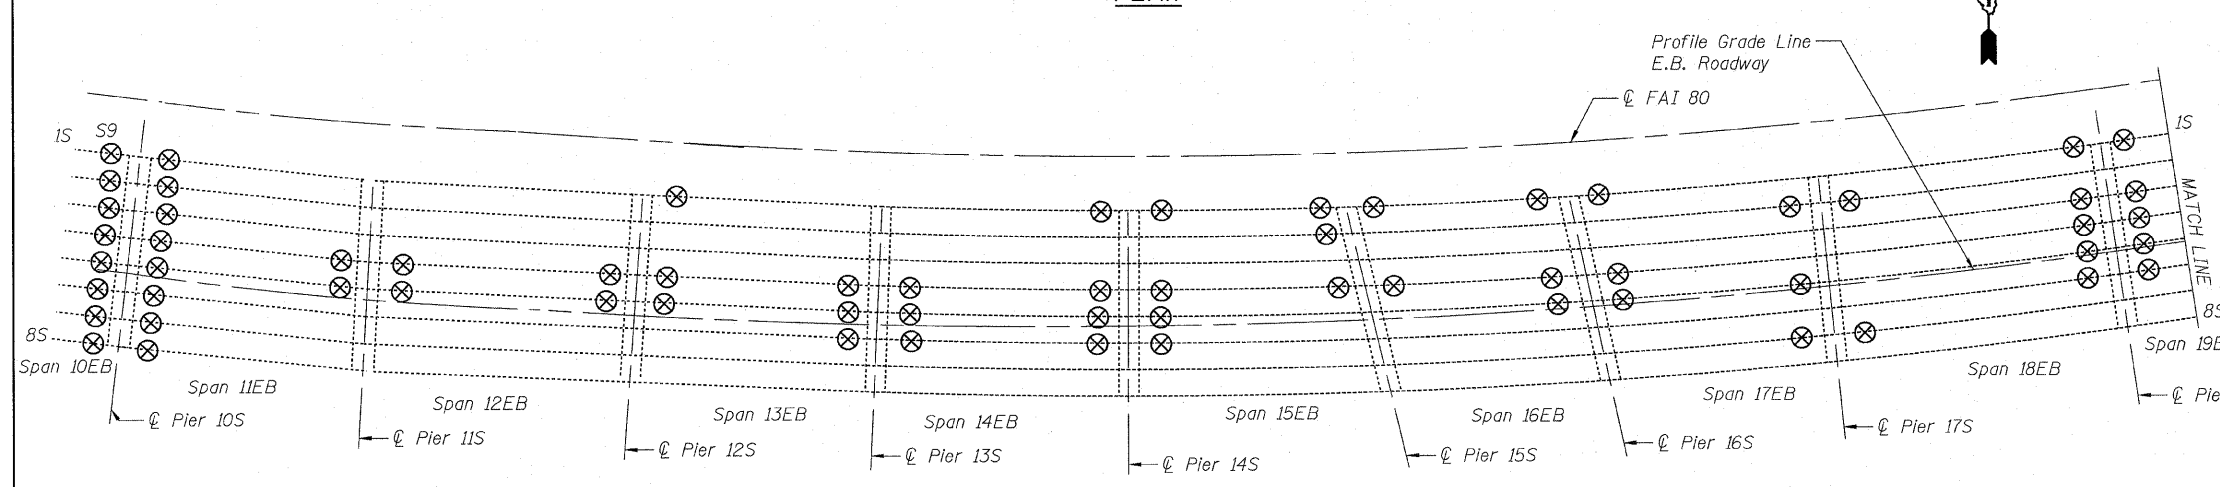 PLAN
Profile Grade Line
E.B. Roadway
℄ FAI 80
1S
S9
1S
MATCH LINE
8S
8S
Span 10EB
Span 11EB
Span 12EB
Span 13EB
Span 14EB
Span 15EB
Span 16EB
Span 17EB
Span 18EB
Span 19E
℄ Pier 10S
℄ Pier 11S
℄ Pier 12S
℄ Pier 13S
℄ Pier 14S
℄ Pier 15S
℄ Pier 16S
℄ Pier 17S
℄ Pie